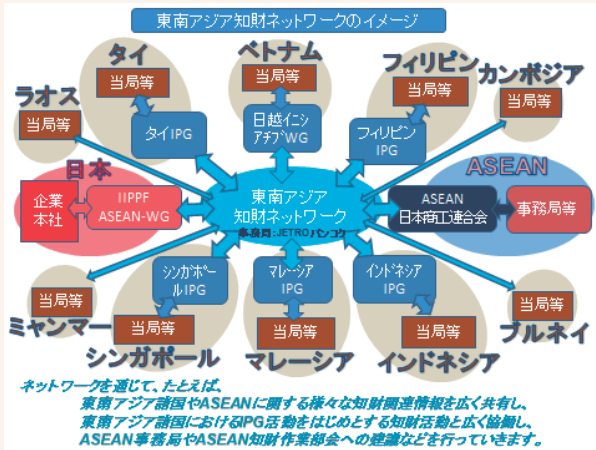 東南アジア知財ネットワークのイメージ
タイ
当局等
タイIPG
ベトナム
当局等
日越イニシ
アチブWG
フィリピン
当局等
フィリピン
IPG
カンボジア
当局等
ラオス
当局等
日本
企業
本社
IIPPF
ASEAN-WG
東南アジア
知財ネットワーク
事務局:JETROバンコク
ASEAN
ASEAN
日本商工連合会
事務局等
シンガポー
ルIPG
マレーシア
IPG
インドネシア
IPG
当局等
ミャンマー
当局等
シンガポール
当局等
マレーシア
当局等
インドネシア
当局等
ブルネイ
ネットワークを通じて、たとえば、
東南アジア諸国やASEANに関する様々な知財関連情報を広く共有し、
東南アジア諸国におけるIPG活動をはじめとする知財活動と広く協働し、
ASEAN事務局やASEAN知財作業部会への建議などを行っていきます。